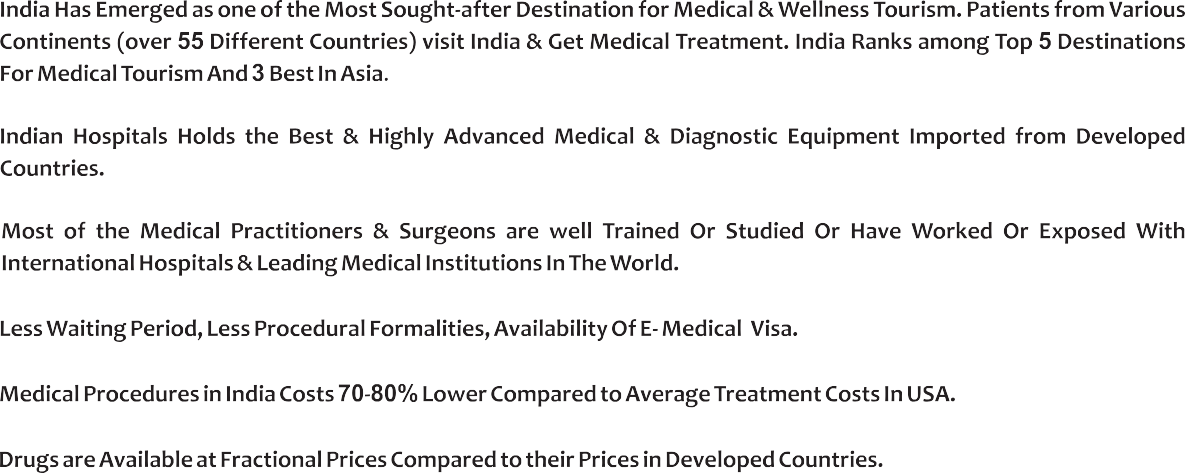 India Has Emerged as one of the Most Sought-after Destination for Medical & Wellness Tourism. Patients from Various
Continents (over 55 Different Countries) visit India & Get Medical Treatment. India Ranks among Top 5 Destinations
For Medical Tourism And 3 Best In Asia.
Indian Hospitals Holds the Best & Highly Advanced Medical & Diagnostic Equipment Imported from Developed
Countries.
Most of the Medical Practitioners & Surgeons are well Trained Or Studied Or Have Worked Or Exposed With
International Hospitals & Leading Medical Institutions In The World.
Less Waiting Period, Less Procedural Formalities, Availability Of E- Medical Visa.
Medical Procedures in India Costs 70-80% Lower Compared to Average Treatment Costs In USA.
Drugs are Available at Fractional Prices Compared to their Prices in Developed Countries.